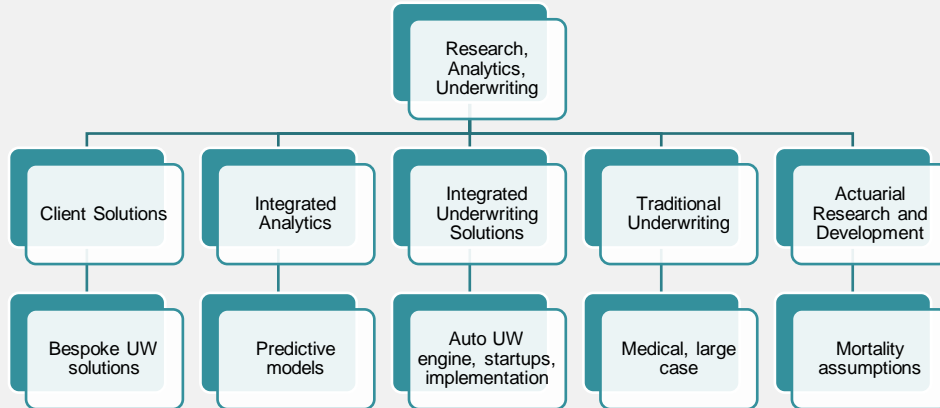 Research,
Analytics,
Underwriting
Client Solutions
Integrated
Analytics
Integrated
Underwriting
Solutions
Traditional
Underwriting
Actuarial
Research and
Development
Bespoke UW
solutions
Predictive
models
Auto UW
engine, startups,
implementation
Medical, large
case
Mortality
assumptions